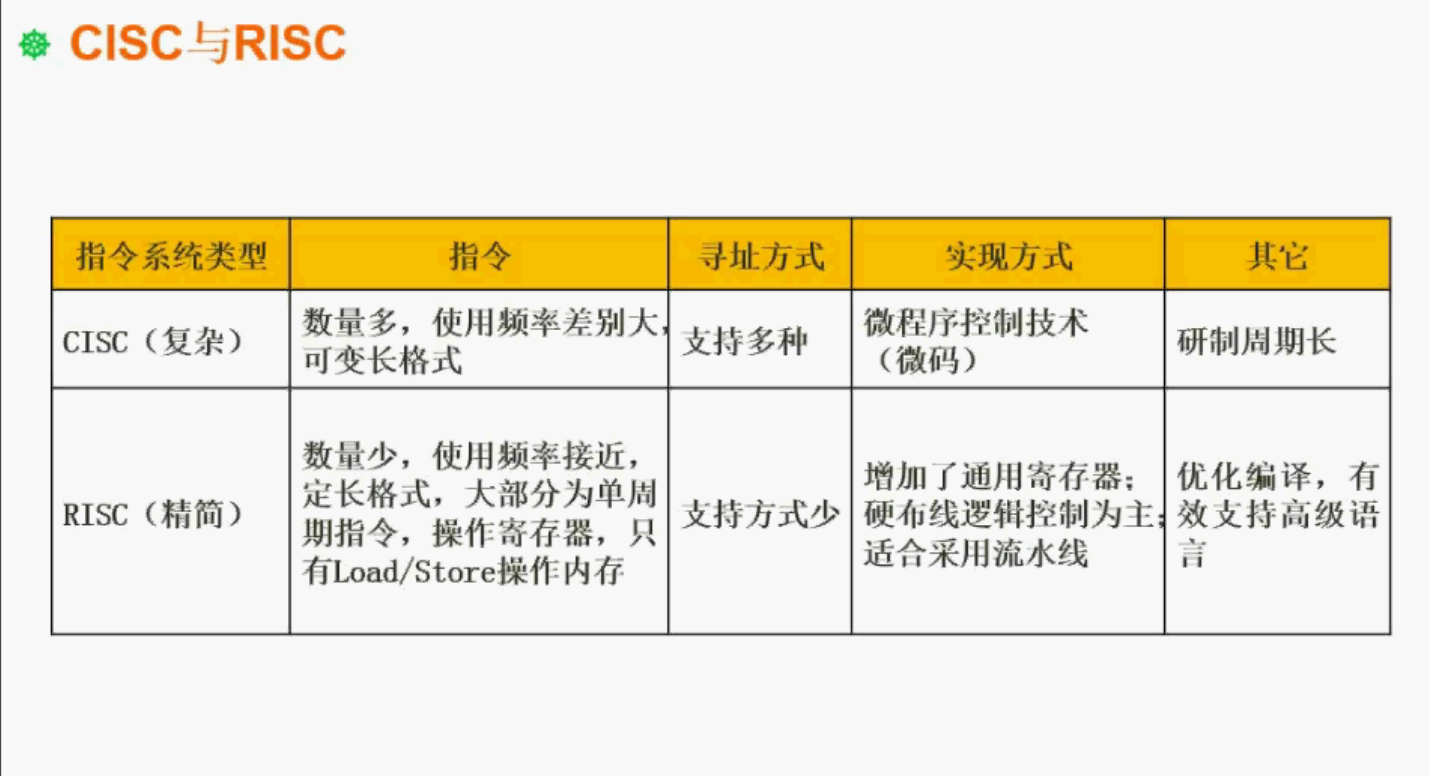 CISC与RISC
指令系统类型 指令 寻址方式 实现方式 其它
CISC（复杂）
数量多，使用频率差别大，
可变长格式
支持多种
微程序控制技术
（微码）
研制周期长
RISC（精简）
数量少，使用频率接近，
定长格式，大部分为单周
期指令，操作寄存器，只
有Load/Store操作内存
支持方式少
增加了通用寄存器；
硬布线逻辑控制为主；
适合采用流水线
优化编译，有
效支持高级语
言